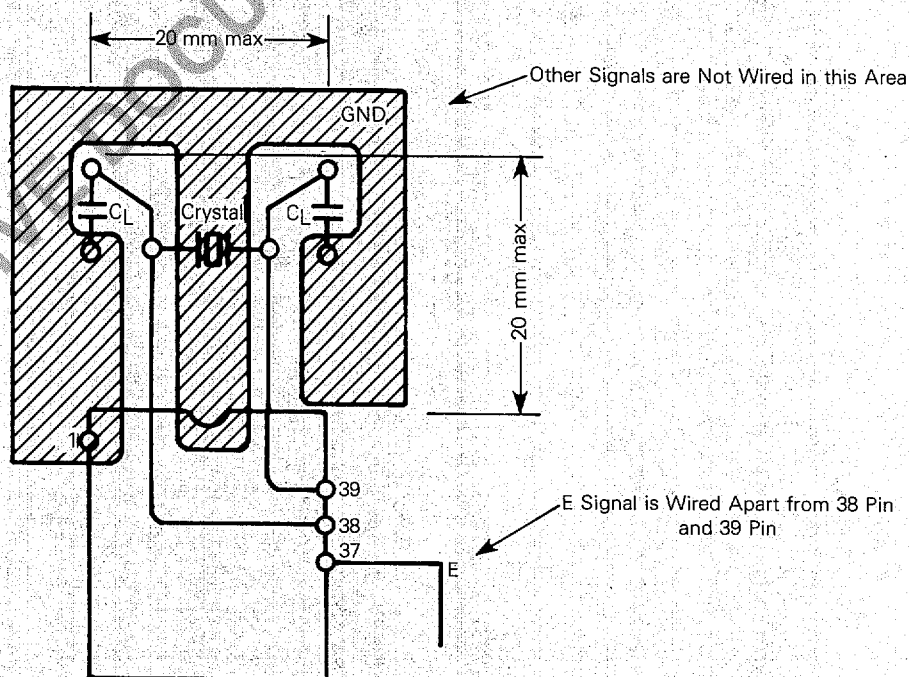 20 mm max
Other Signals are Not Wired in this Area
GND
CL
Crystal
CL
20 mm max
1
39
38
37
E
E Signal is Wired Apart from 38 Pin
and 39 Pin